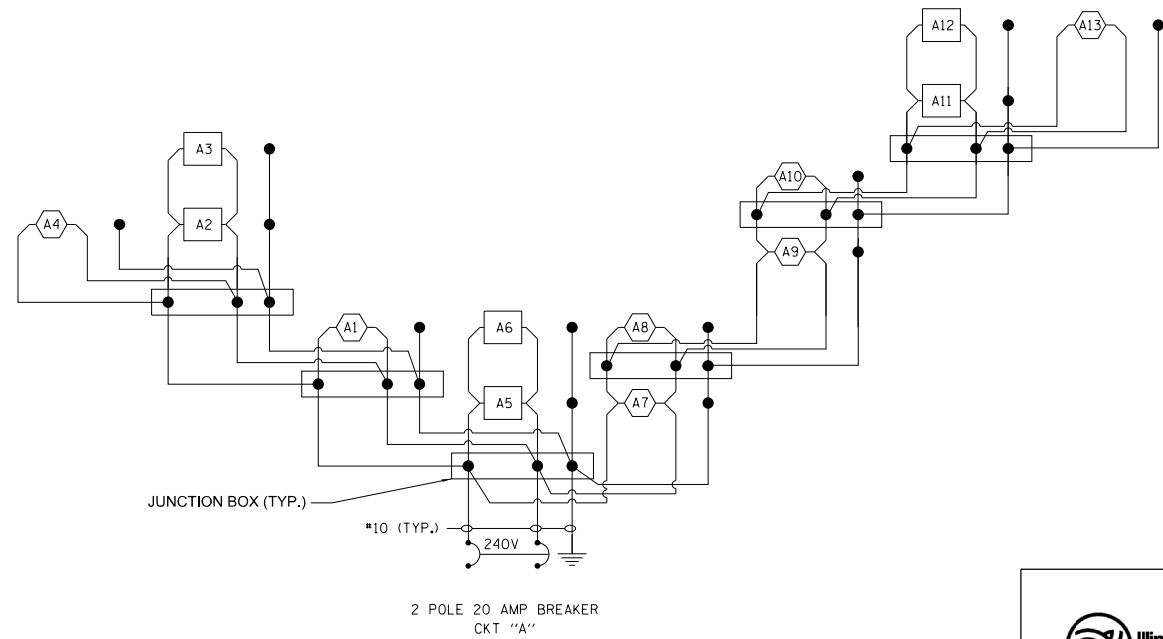 A12
A13
A11
A3
A10
A4
A2
A9
A1
A6
A8
A5
A7
JUNCTION BOX (TYP.)
#10 (TYP.)
240V
2 POLE 20 AMP BREAKER
CKT "A"